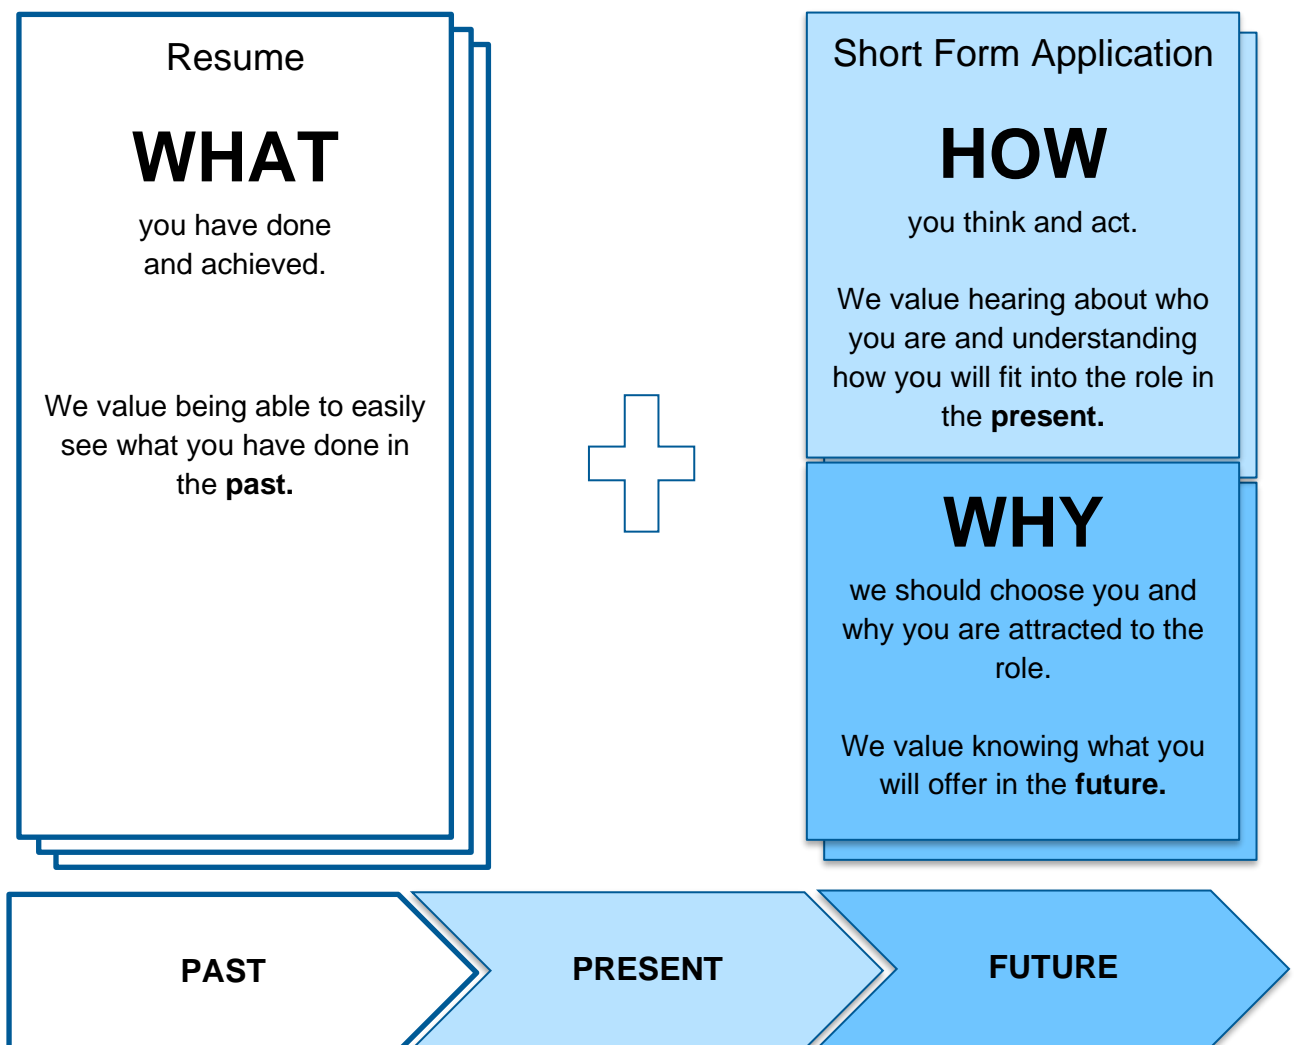 Resume
WHAT
you have done
and achieved.
We value being able to easily
see what you have done in
the past.
Short Form Application
HOW
you think and act.
We value hearing about who
you are and understanding
how you will fit into the role in
the present.
WHY
we should choose you and
why you are attracted to the
role.
We value knowing what you
will offer in the future.
PAST
PRESENT
FUTURE